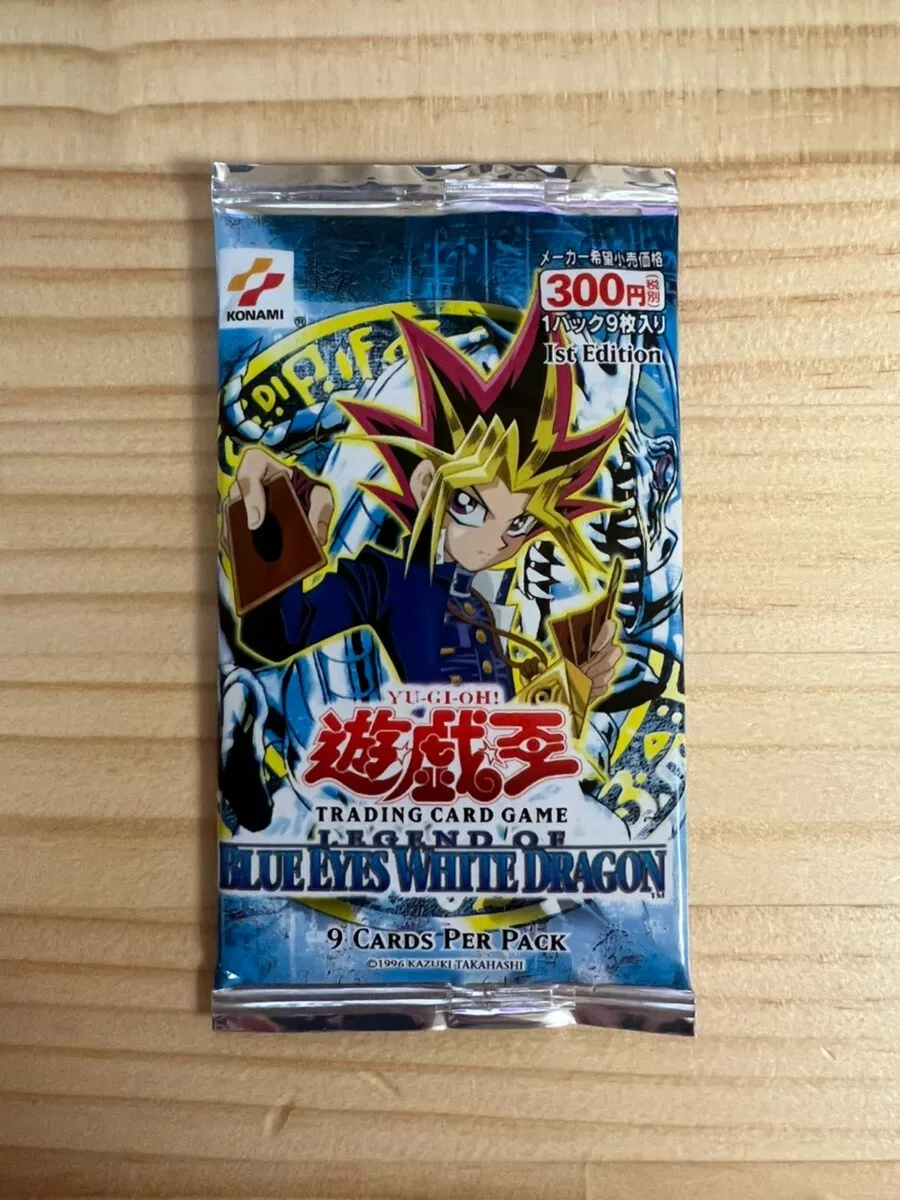 KONAMI
®
メーカー希望小売価格
300円(税別)
1パック9枚入り
1st Edition
YU-GI-OH!
遊戯王
TRADING CARD GAME
LEGEND OF
BLUE EYES WHITE DRAGON
™
9 CARDS PER PACK
©1996 KAZUKI TAKAHASHI